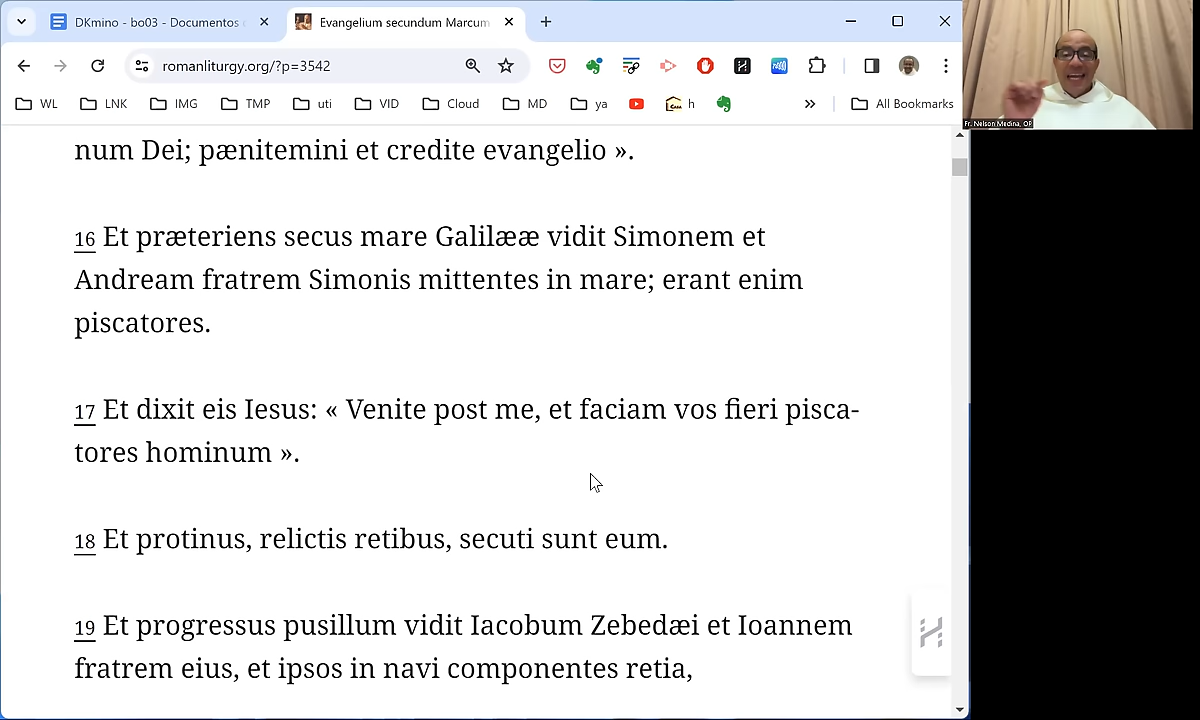 DKmino - bo03 - Documentos
Evangelium secundum Marcum
romanliturgy.org/?p=3542
WL LNK IMG TMP uti VID Cloud MD ya h » All Bookmarks
Fr. Nelson Medina, OP
num Dei; pænitemini et credite evangelio ».
16 Et præteriens secus mare Galilææ vidit Simonem et
Andream fratrem Simonis mittentes in mare; erant enim
piscatores.
17 Et dixit eis Iesus: « Venite post me, et faciam vos fieri pisca-
tores hominum ».
18 Et protinus, relictis retibus, secuti sunt eum.
19 Et progressus pusillum vidit Iacobum Zebedæi et Ioannem
fratrem eius, et ipsos in navi componentes retia,